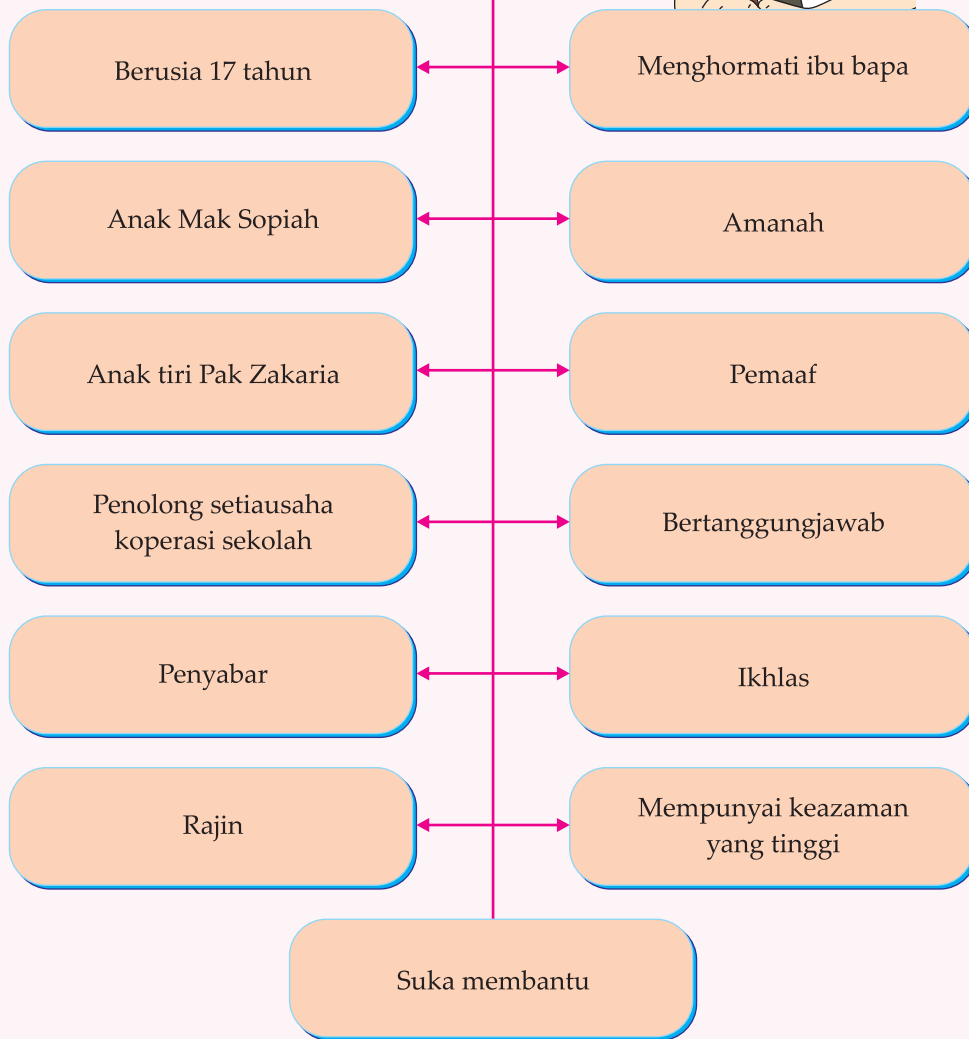 Berusia 17 tahun
Menghormati ibu bapa
Anak Mak Sopiah
Amanah
Anak tiri Pak Zakaria
Pemaaf
Penolong setiausaha
koperasi sekolah
Bertanggungjawab
Penyabar
Ikhlas
Rajin
Mempunyai keazaman
yang tinggi
Suka membantu